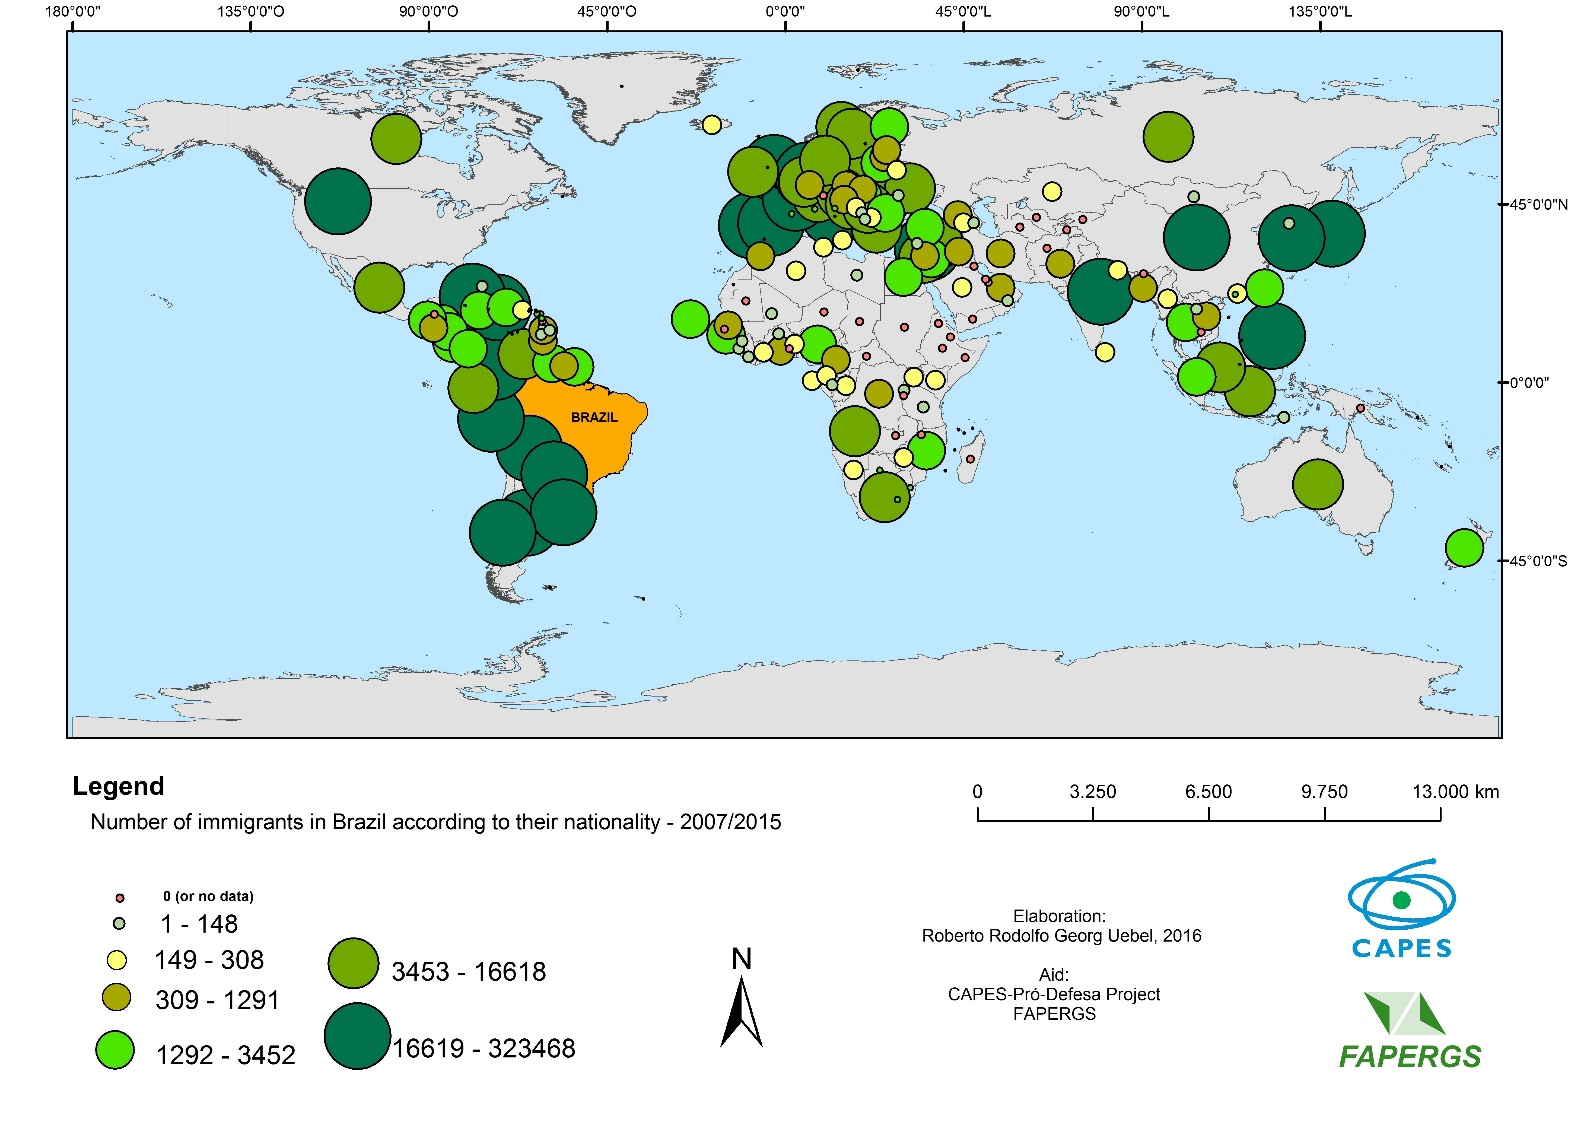 180°0'0" 135°0'0"O 90°0'0"O 45°0'0"O 0°0'0" 45°0'0"L 90°0'0"L 135°0'0"L
45°0'0"N
0°0'0"
BRAZIL
45°0'0"S
Legend
Number of immigrants in Brazil according to their nationality - 2007/2015
0 (or no data)
1 - 148
149 - 308
309 - 1291
1292 - 3452
3453 - 16618
16619 - 323468
N
0 3.250 6.500 9.750 13.000 km
Elaboration:
Roberto Rodolfo Georg Uebel, 2016
Aid:
CAPES-Pró-Defesa Project
FAPERGS
CAPES
FAPERGS